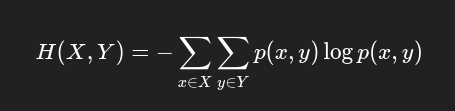 H(X, Y) = − ∑ ∑ p(x, y) log p(x, y)
x∈X y∈Y